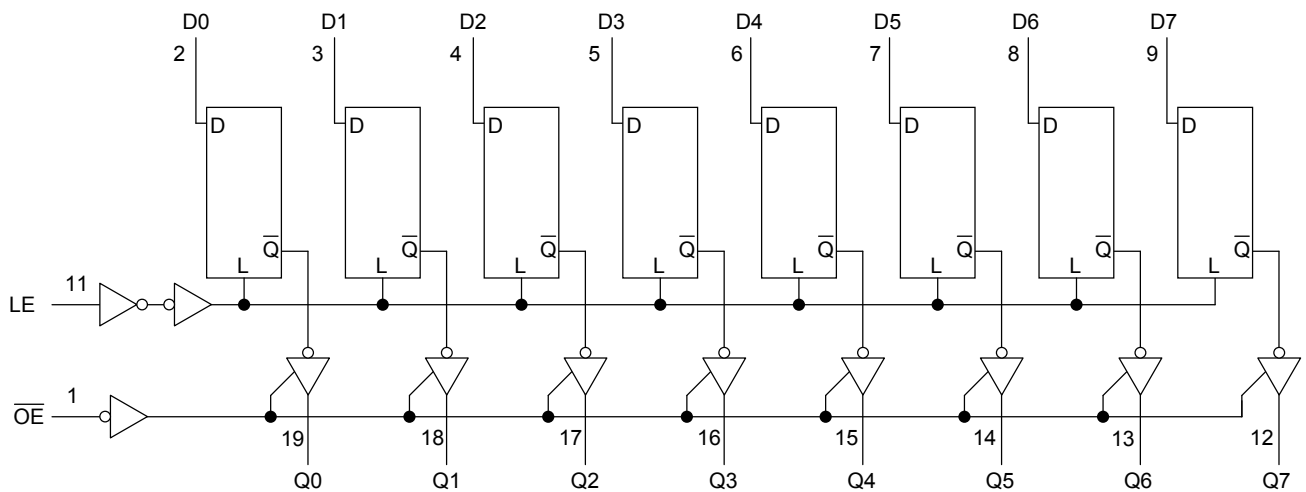 D0 D1 D2 D3 D4 D5 D6 D7
2 3 4 5 6 7 8 9
D D D D D D D D
Q̅ Q̅ Q̅ Q̅ Q̅ Q̅ Q̅ Q̅
L L L L L L L L
11
LE
1
O̅E̅
19 18 17 16 15 14 13 12
Q0 Q1 Q2 Q3 Q4 Q5 Q6 Q7